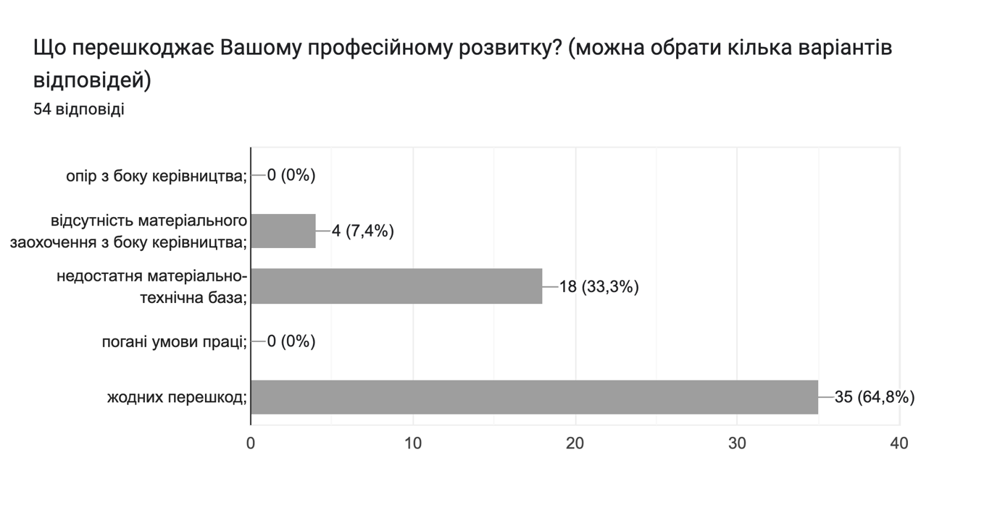 Що перешкоджає Вашому професійному розвитку? (можна обрати кілька варіантів
відповідей)
54 відповіді
опір з боку керівництва;
0 (0%)
відсутність матеріального
заохочення з боку керівництва;
4 (7,4%)
недостатня матеріально-
технічна база;
18 (33,3%)
погані умови праці;
0 (0%)
жодних перешкод;
35 (64,8%)
0 10 20 30 40